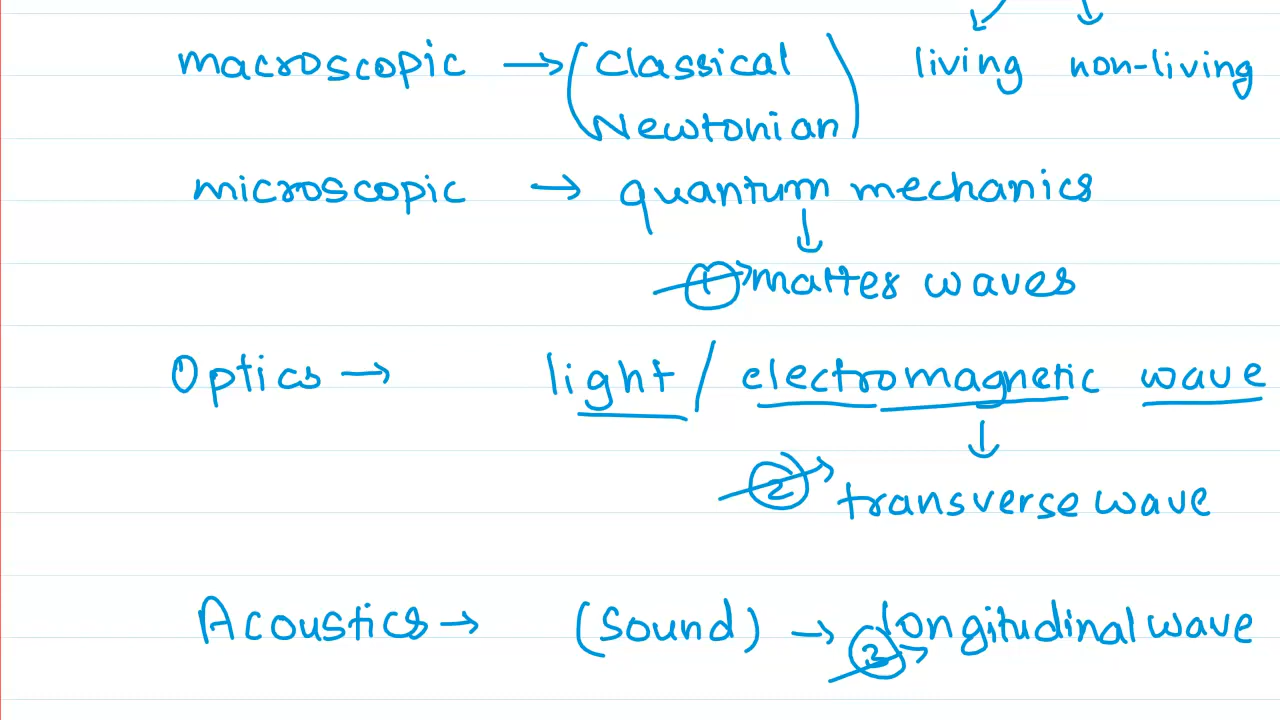 macroscopic → (Classical living non-living
Newtonian)
microscopic → quantum mechanics
↓
① → matter waves
Optics → light / electromagnetic wave
↓
② → transverse wave
Acoustics → (Sound) → ③ → longitudinal wave